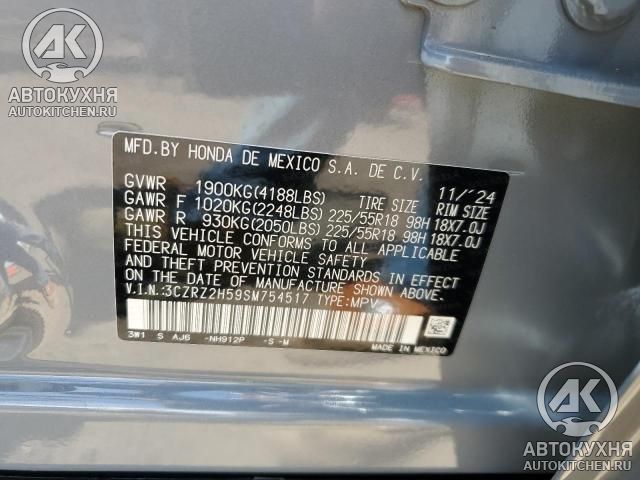 AK
АВТОКУХНЯ
AUTOKITCHEN.RU
MFD.BY HONDA DE MEXICO S.A. DE C.V.
11/'24
GVWR 1900KG(4188LBS) TIRE SIZE RIM SIZE
GAWR F 1020KG(2248LBS) 225/55R18 98H 18X7.0J
GAWR R 930KG(2050LBS) 225/55R18 98H 18X7.0J
THIS VEHICLE CONFORMS TO ALL APPLICABLE
FEDERAL MOTOR VEHICLE SAFETY
AND THEFT PREVENTION STANDARDS IN EFFECT
ON THE DATE OF MANUFACTURE SHOWN ABOVE.
V.I.N.:3CZRZ2H59SM754517 TYPE:MPV
3W1 S AJ6 -NH912P -S -M
MADE IN MEXICO
AK
АВТОКУХНЯ
AUTOKITCHEN.RU